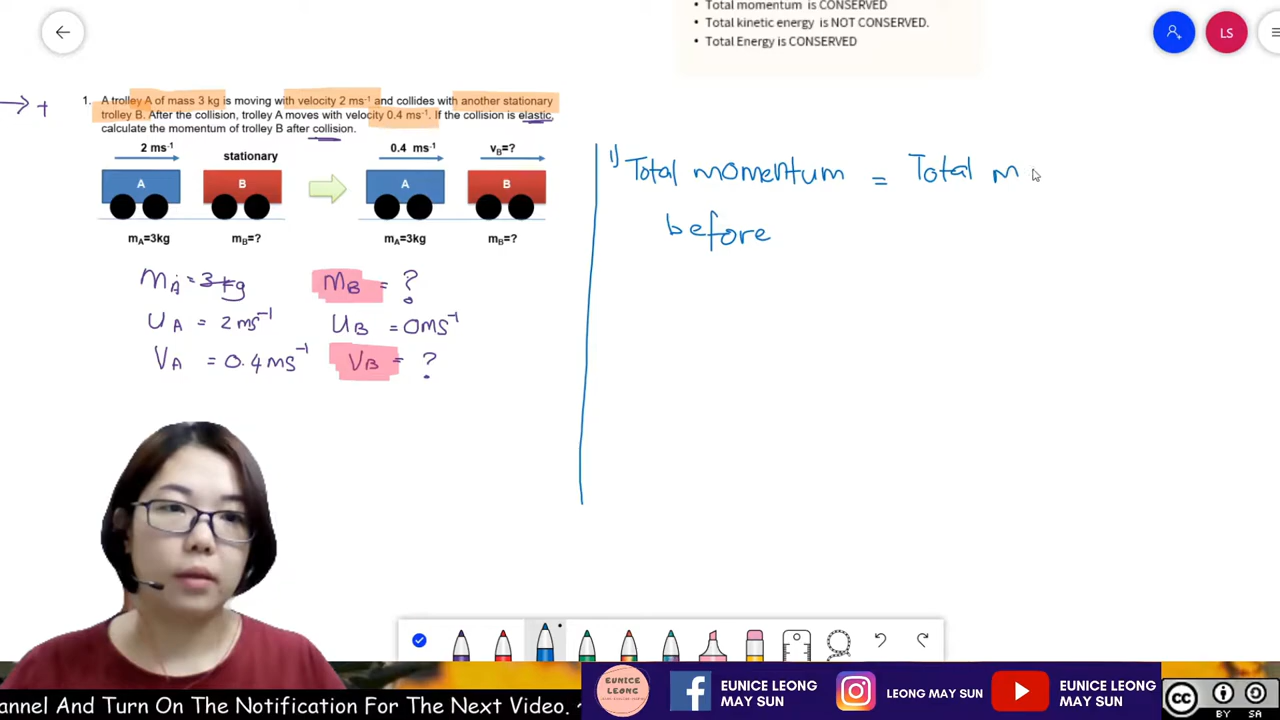 Total momentum is CONSERVED
• Total kinetic energy is NOT CONSERVED.
• Total Energy is CONSERVED
LS
→ +
1. A trolley A of mass 3 kg is moving with velocity 2 ms⁻¹ and collides with another stationary
trolley B. After the collision, trolley A moves with velocity 0.4 ms⁻¹. If the collision is elastic,
calculate the momentum of trolley B after collision.
2 ms⁻¹ stationary 0.4 ms⁻¹ vB=?
A B A B
mA=3kg mB=? mA=3kg mB=?
mA = 3kg mB = ?
uA = 2ms⁻¹ uB = 0ms⁻¹
VA = 0.4ms⁻¹ VB = ?
1) Total momentum = Total m
before
EUNICE LEONG
f EUNICE LEONG MAY SUN
LEONG MAY SUN
EUNICE LEONG MAY SUN
cc BY SA
annel And Turn On The Notification For The Next Video. ~